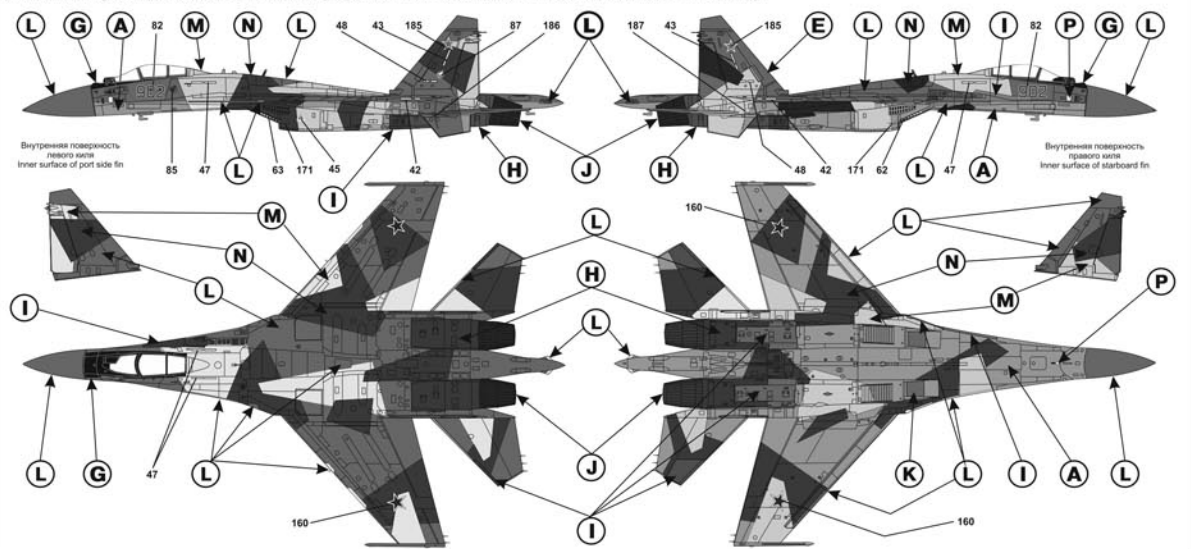 L G A 82 M N L 48 43 185 87 186 L 187 43 185 E L N M I 82 P G L
902 902
Внутренняя поверхность
левого киля
Inner surface of port side fin
85 47 L 63 171 45 I 42 H J H 48 42 171 62 L 47 A
Внутренняя поверхность
правого киля
Inner surface of starboard fin
M L 160 L
N H N
L M P
I L
L G 47 L J K L I A L
160 I 160